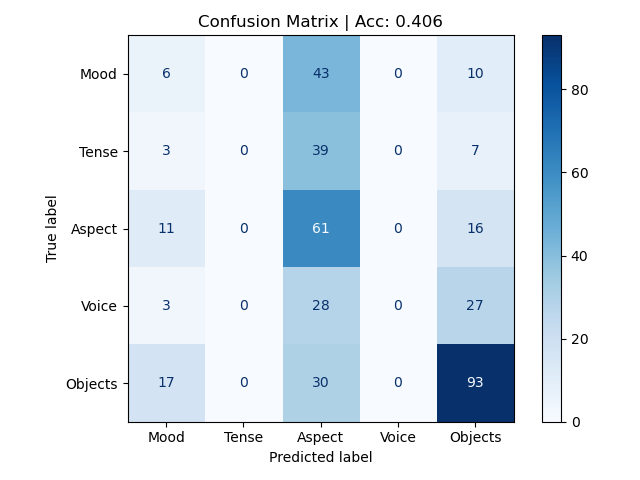 Confusion Matrix | Acc: 0.406
Mood 6 0 43 0 10
Tense 3 0 39 0 7
Aspect 11 0 61 0 16
Voice 3 0 28 0 27
Objects 17 0 30 0 93
Mood Tense Aspect Voice Objects
Predicted label
True label
80
60
40
20
0